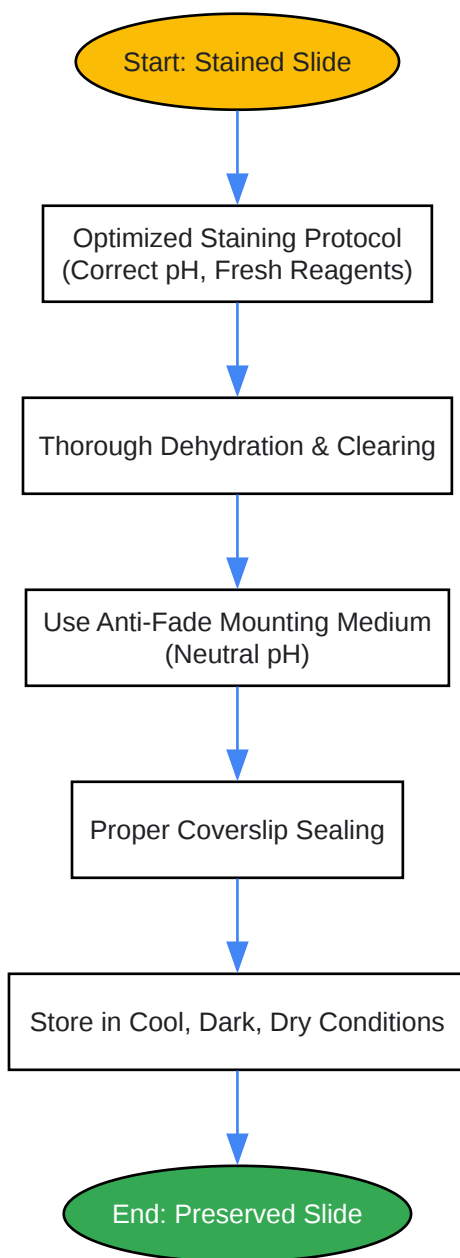 Start: Stained Slide
Optimized Staining Protocol
(Correct pH, Fresh Reagents)
Thorough Dehydration & Clearing
Use Anti-Fade Mounting Medium
(Neutral pH)
Proper Coverslip Sealing
Store in Cool, Dark, Dry Conditions
End: Preserved Slide